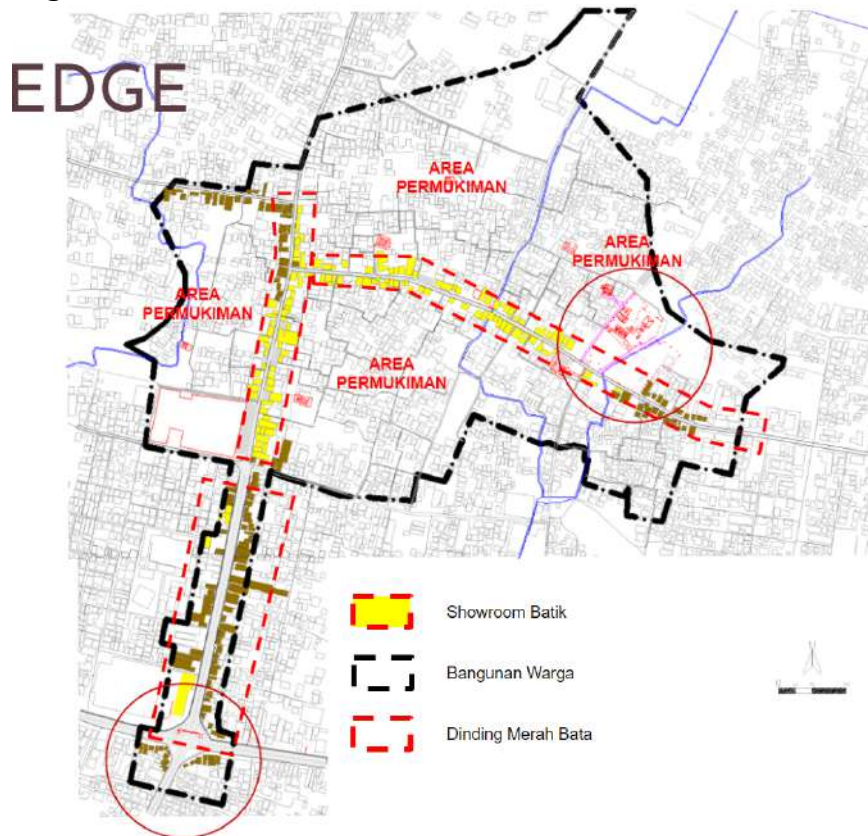 EDGE
AREA
PERMUKIMAN
AREA
PERMUKIMAN
AREA
PERMUKIMAN
AREA
PERMUKIMAN
Showroom Batik
Bangunan Warga
Dinding Merah Bata